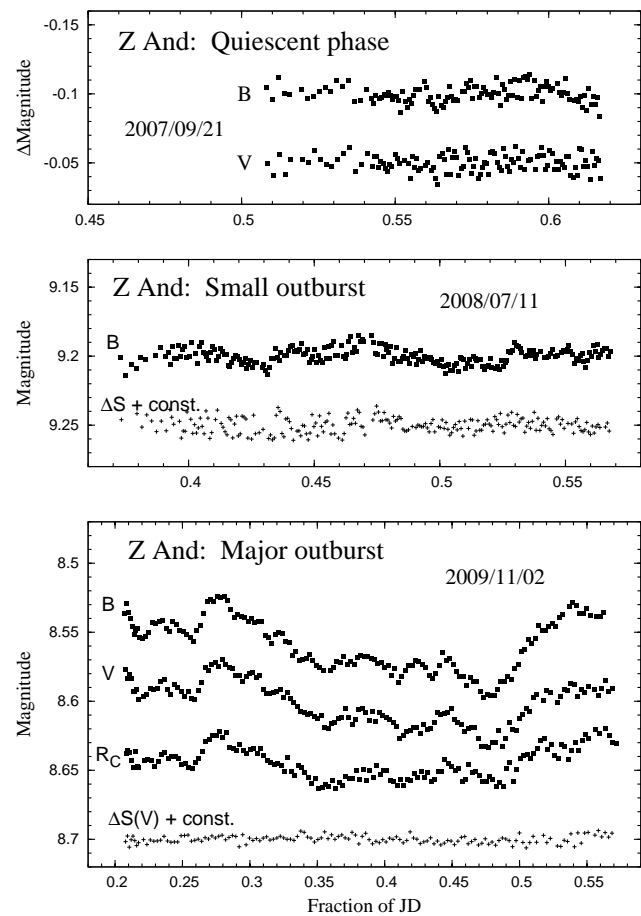 Z And: Quiescent phase
-0.15
-0.1
-0.05
ΔMagnitude
B
2007/09/21
V
0.45
0.5
0.55
0.6
Z And: Small outburst
2008/07/11
9.15
9.2
9.25
Magnitude
B
ΔS + const.
0.4
0.45
0.5
0.55
Z And: Major outburst
2009/11/02
8.5
8.55
8.6
8.65
8.7
Magnitude
B
V
R_C
ΔS(V) + const.
0.2
0.25
0.3
0.35
0.4
0.45
0.5
0.55
Fraction of JD